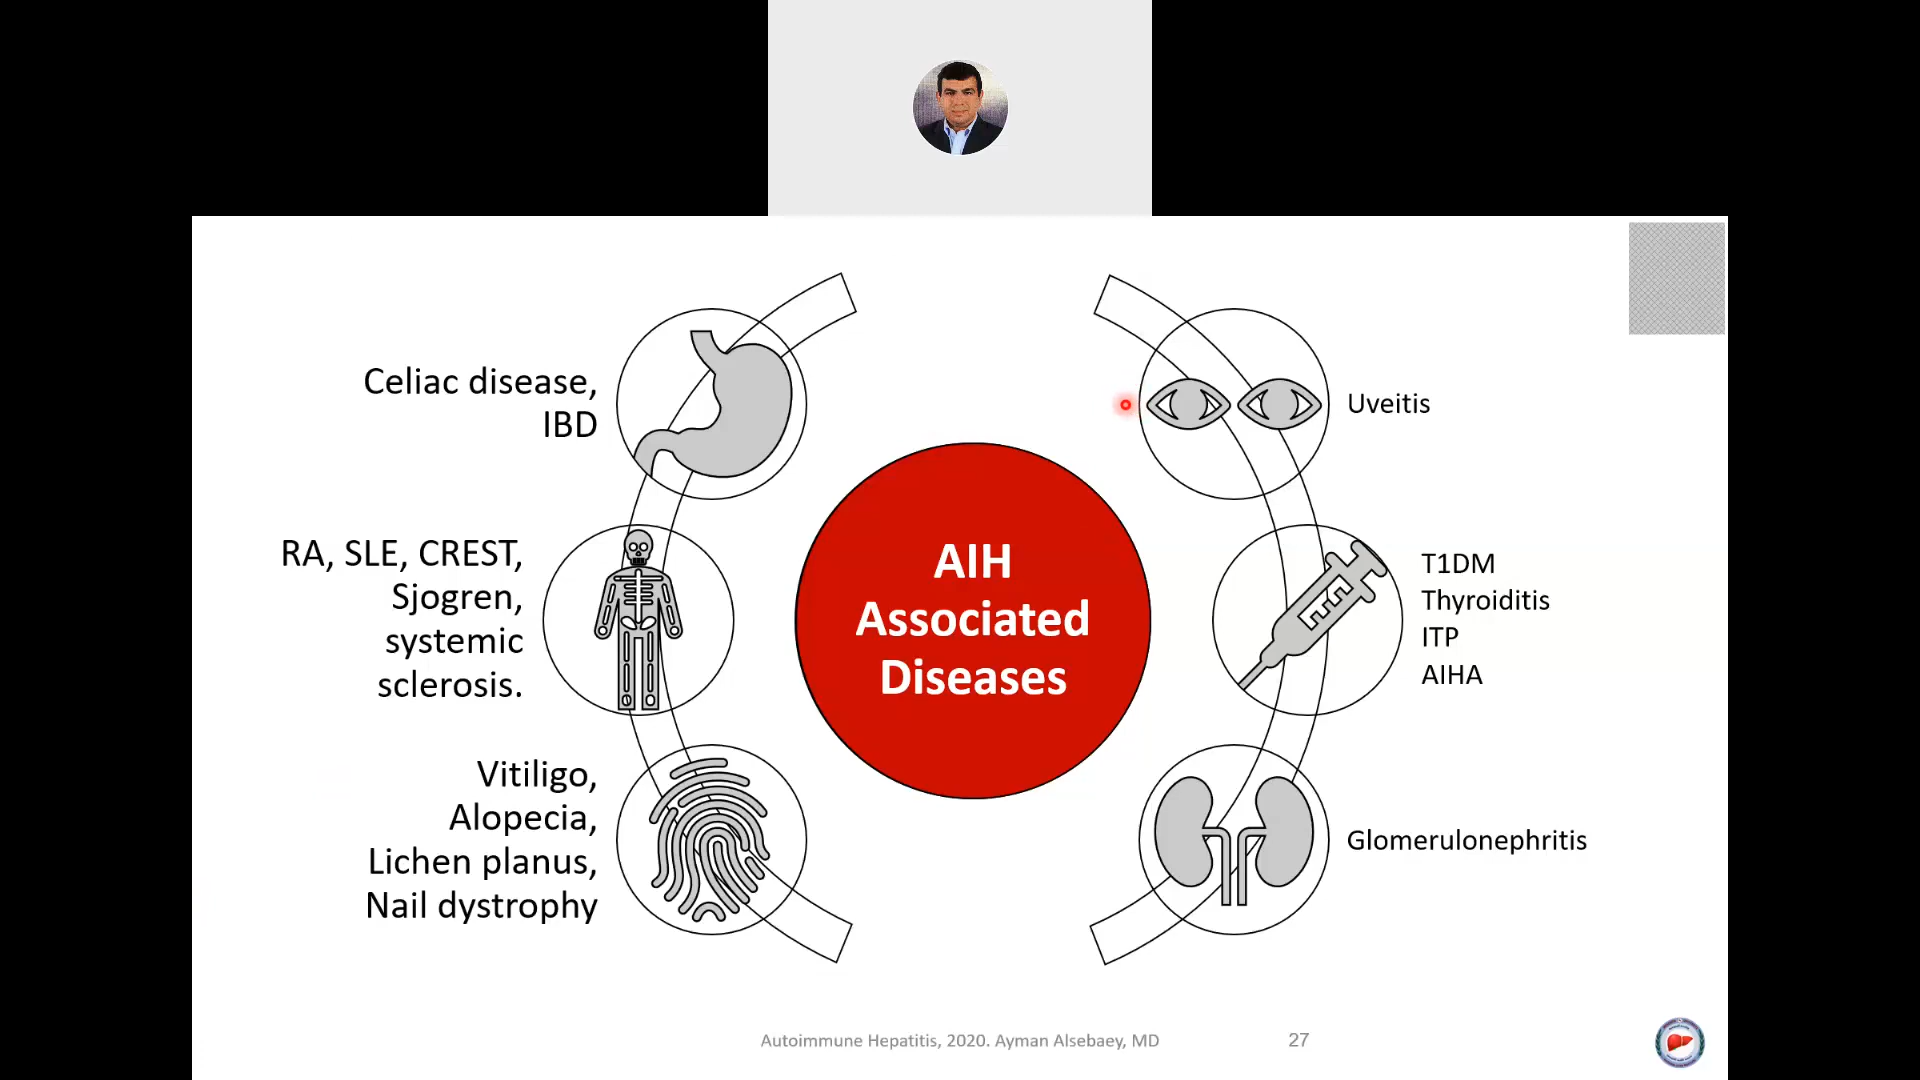 Celiac disease,
IBD
RA, SLE, CREST,
Sjogren,
systemic
sclerosis.
Vitiligo,
Alopecia,
Lichen planus,
Nail dystrophy
AIH
Associated
Diseases
Uveitis
T1DM
Thyroiditis
ITP
AIHA
Glomerulonephritis
Autoimmune Hepatitis, 2020. Ayman Alsebaey, MD
27